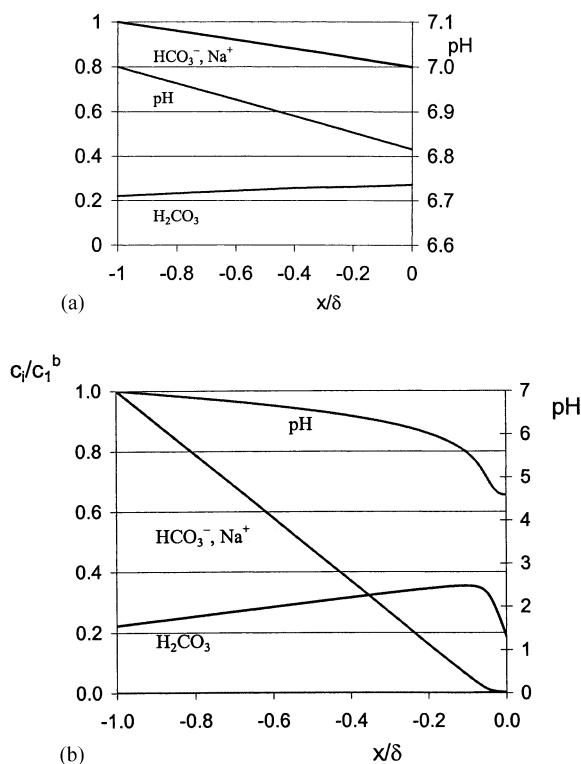 1
0.8
0.6
0.4
0.2
0
HCO₃⁻, Na⁺
pH
H₂CO₃
7.1
pH
7.0
6.9
6.8
6.7
6.6
-1 -0.8 -0.6 -0.4 -0.2 0
x/δ
(a)
cᵢ/c₁ᵇ
1.0
0.8
0.6
0.4
0.2
0.0
pH
HCO₃⁻, Na⁺
H₂CO₃
7
pH
6
5
4
3
2
1
0
-1.0 -0.8 -0.6 -0.4 -0.2 0.0
x/δ
(b)